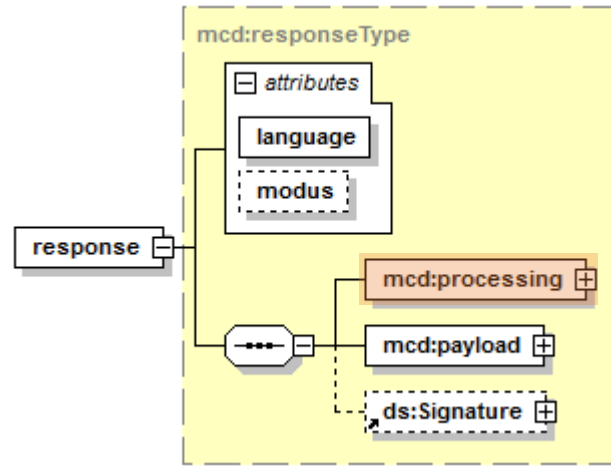 mcd:responseType
attributes
language
modus
response
mcd:processing
mcd:payload
ds:Signature